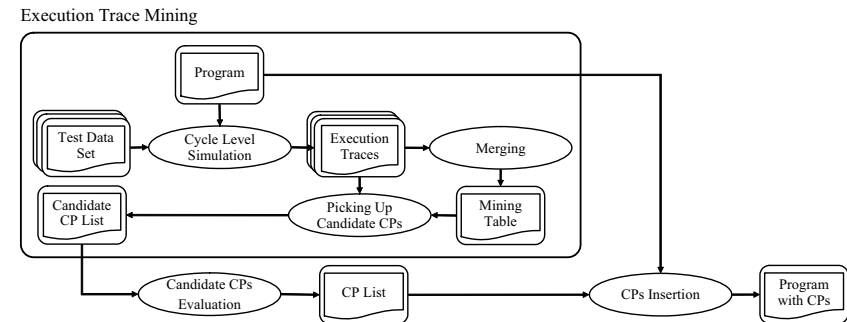 Execution Trace Mining
Program
Test Data
Set
Cycle Level
Simulation
Execution
Traces
Merging
Candidate
CP List
Picking Up
Candidate CPs
Mining
Table
Candidate CPs
Evaluation
CP List
CPs Insertion
Program
with CPs